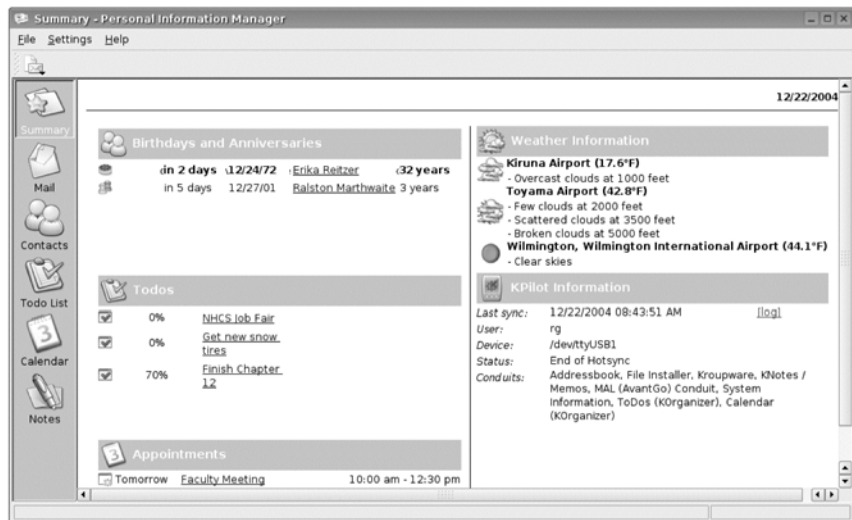 Summary - Personal Information Manager
File Settings Help
12/22/2004
Summary
Mail
Contacts
Todo List
3
Calendar
Notes
Birthdays and Anniversaries
in 2 days 12/24/72 Erika Reitzer 32 years
in 5 days 12/27/01 Ralston Marthwaite 3 years
Todos
0% NHCS Job Fair
0% Get new snow
tires
70% Finish Chapter
12
3 Appointments
Tomorrow Faculty Meeting 10:00 am - 12:30 pm
Weather Information
Kiruna Airport (17.6°F)
- Overcast clouds at 1000 feet
Toyama Airport (42.8°F)
- Few clouds at 2000 feet
- Scattered clouds at 3500 feet
- Broken clouds at 5000 feet
Wilmington, Wilmington International Airport (44.1°F)
- Clear skies
KPilot Information
Last sync: 12/22/2004 08:43:51 AM [log]
User: rg
Device: /dev/ttyUSB1
Status: End of Hotsync
Conduits: Addressbook, File Installer, Kroupware, KNotes /
Memos, MAL (AvantGo) Conduit, System
Information, ToDos (KOrganizer), Calendar
(KOrganizer)